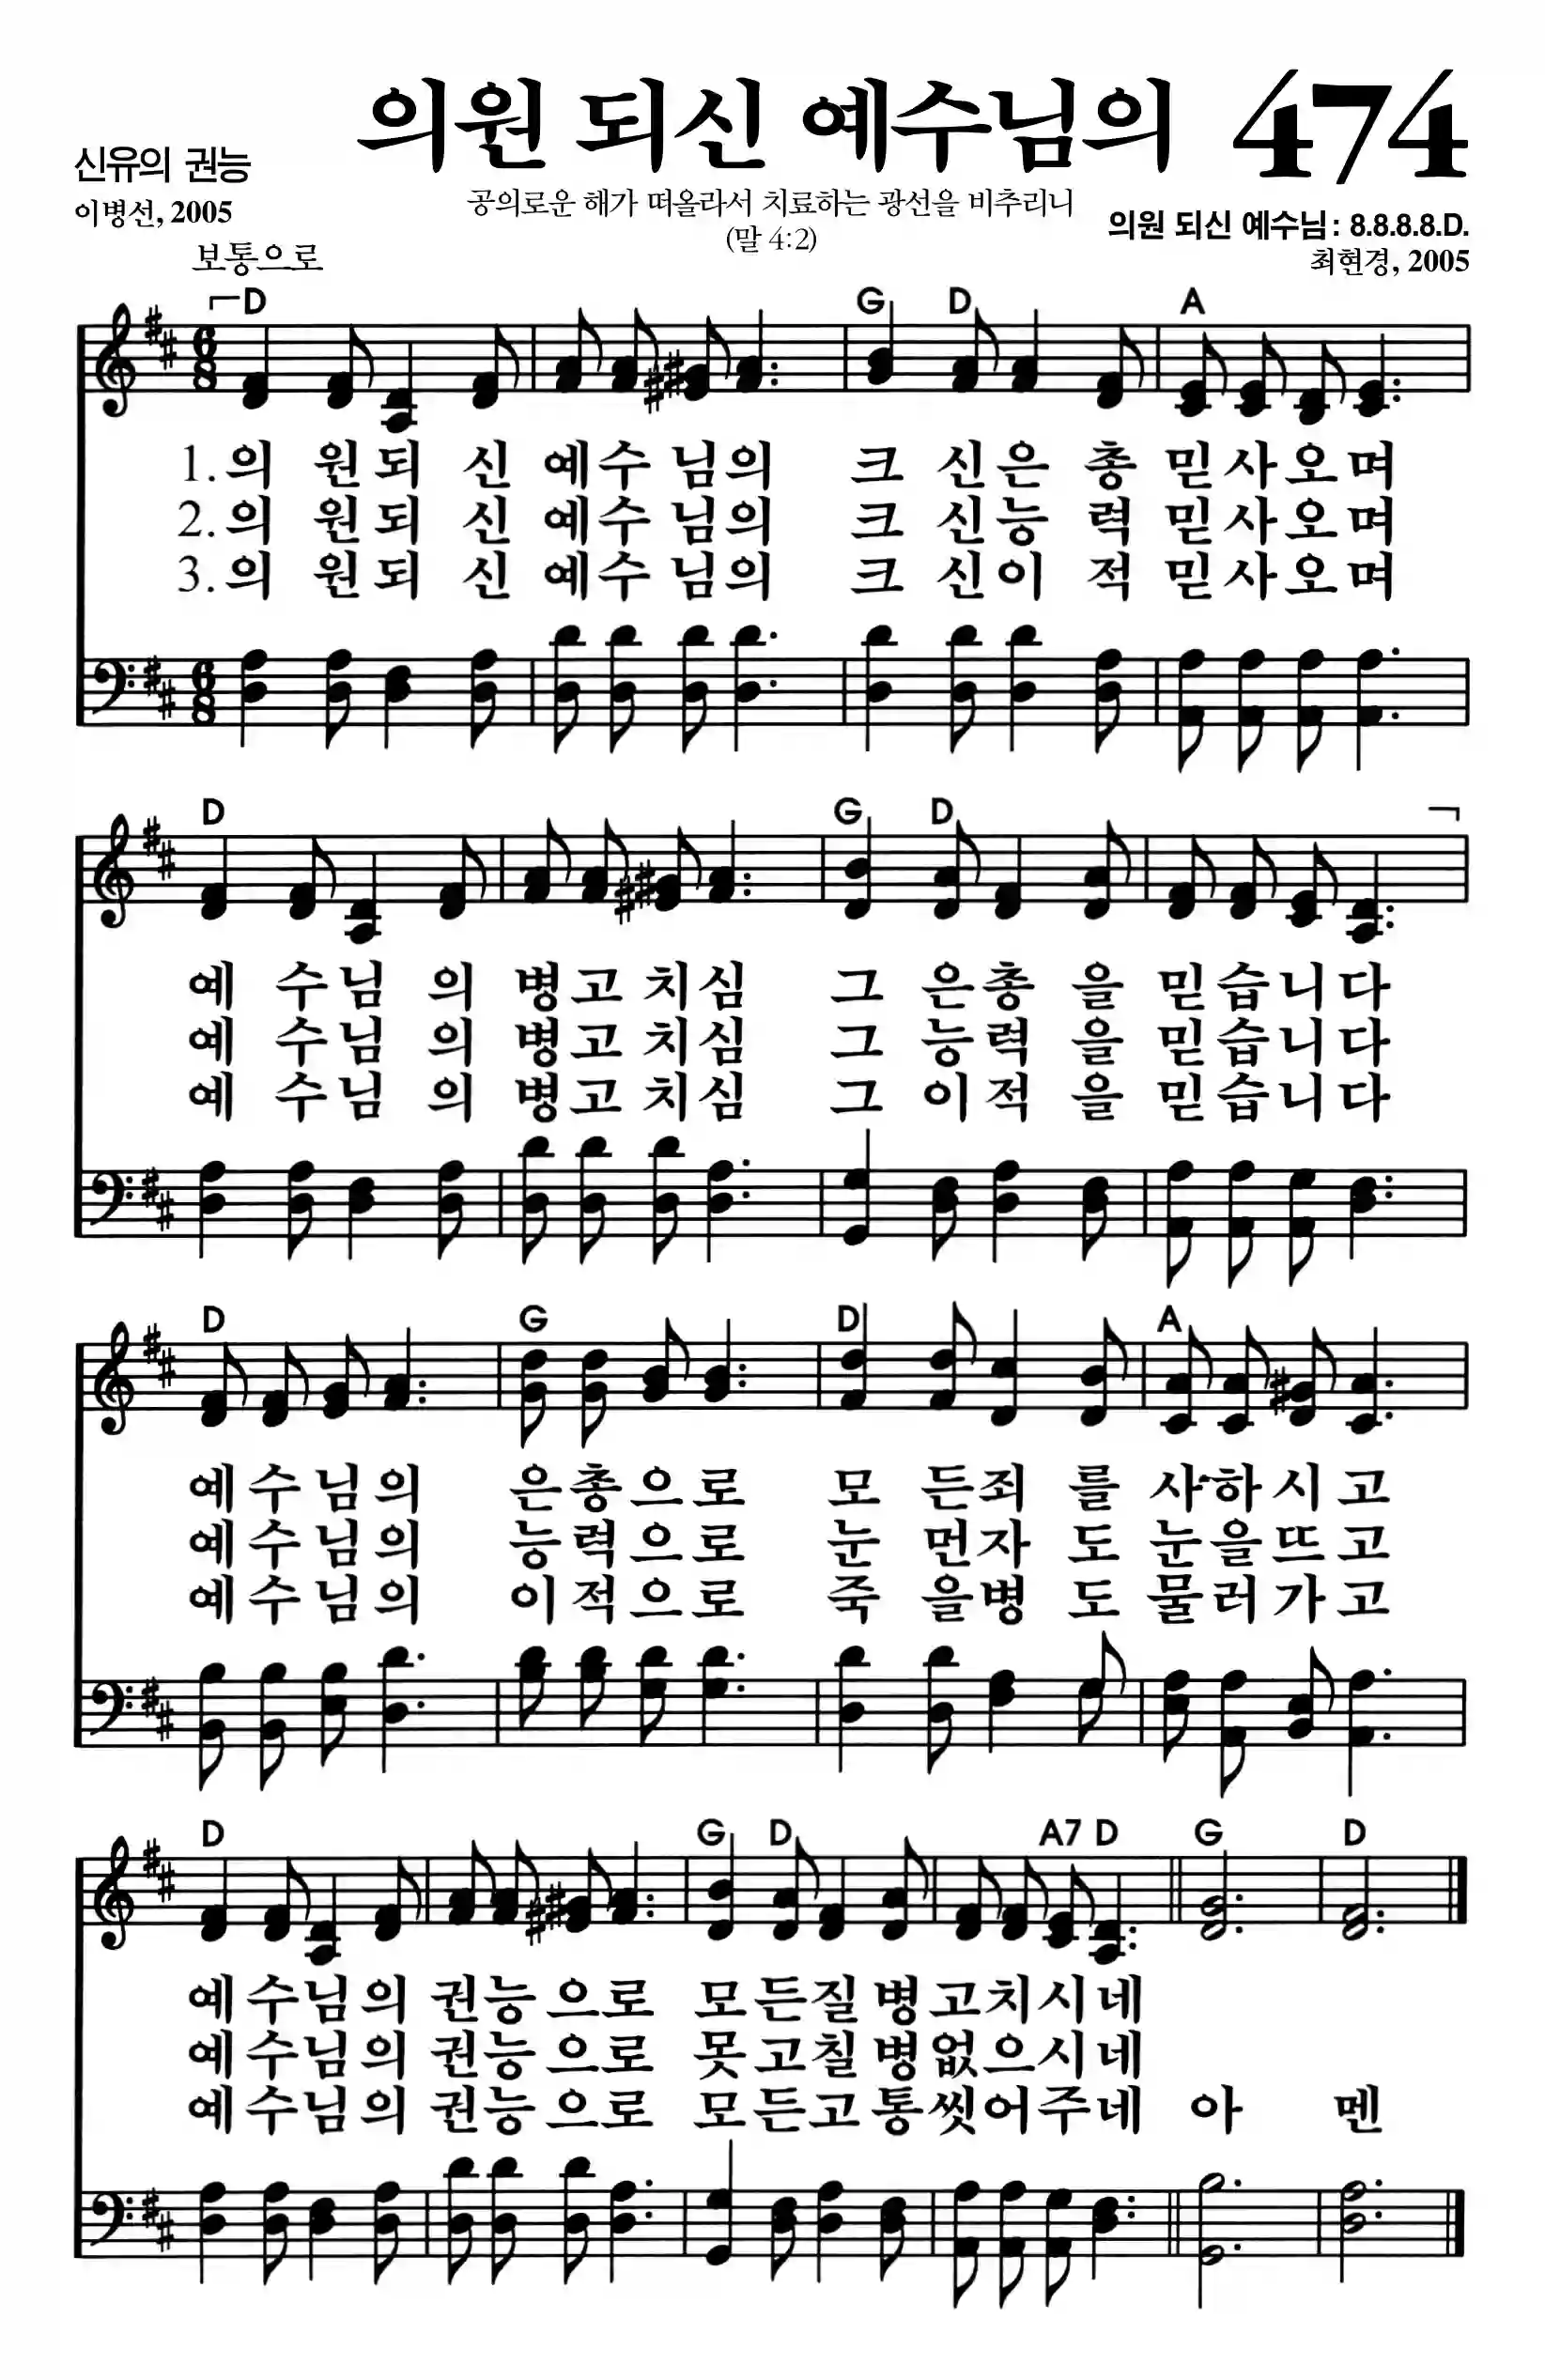 의원 되신 예수님의 474
신유의 권능
이병선, 2005
공의로운 해가 떠올라서 치료하는 광선을 비추리니
(말 4:2)
의원 되신 예수님: 8.8.8.8.D.
최현경, 2005
보통으로
D G D A
6 8
1. 의 원 되 신 예 수 님 의 크 신 은 총 믿 사 오 며
2. 의 원 되 신 예 수 님 의 크 신 능 력 믿 사 오 며
3. 의 원 되 신 예 수 님 의 크 신 이 적 믿 사 오 며
6 8
D G D
예 수 님 의 병 고 치 심 그 은 총 을 믿 습 니 다
예 수 님 의 병 고 치 심 그 능 력 을 믿 습 니 다
예 수 님 의 병 고 치 심 그 이 적 을 믿 습 니 다
D G D A
예 수 님 의 은 총 으 로 모 든 죄 를 사 하 시 고
예 수 님 의 능 력 으 로 눈 먼 자 도 눈 을 뜨 고
예 수 님 의 이 적 으 로 죽 을 병 도 물 러 가 고
D G D A7 D G D
예 수 님 의 권 능 으 로 모 든 질 병 고 치 시 네
예 수 님 의 권 능 으 로 못 고 칠 병 없 으 시 네
예 수 님 의 권 능 으 로 모 든 고 통 씻 어 주 네 아 멘